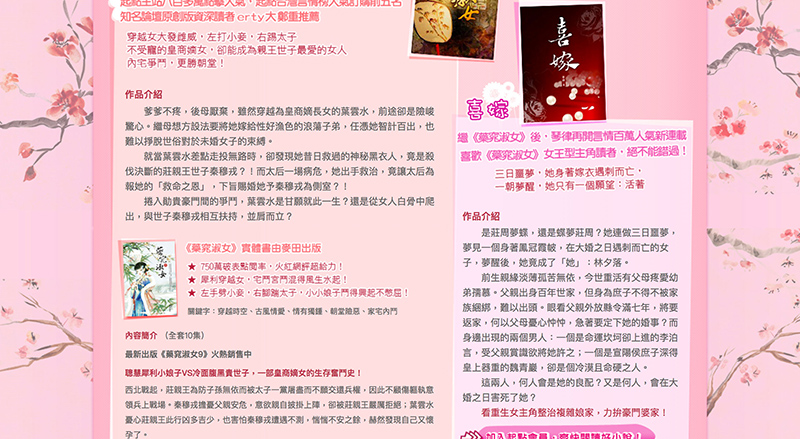 起點主站八百多萬點擊人氣，起點台灣言情榜人氣訂購前五名
知名論壇原創版資深讀者 erty大 鄭重推薦
穿越女大發雌威，左打小妾，右踢太子
不受寵的皇商嫡女，卻能成為親王世子最愛的女人
內宅爭鬥，更勝朝堂！
作品介紹
爹爹不疼，後母厭棄，雖然穿越為皇商嫡長女的葉雲水，前途卻是險峻
驚心。繼母想方設法要將她嫁給性好漁色的浪蕩子弟，任憑她智計百出，也
難以掙脫世俗對於未婚女子的束縛。
就當葉雲水差點走投無路時，卻發現她昔日救過的神秘黑衣人，竟是殺
伐決斷的莊親王世子秦穆戎？！而太后一場病危，她出手救治，竟讓太后為
報她的「救命之恩」，下旨賜婚她予秦穆戎為側室？！
捲入勛貴豪門間的爭鬥，葉雲水是甘願就此一生？還是從女人白骨中爬
出，與世子秦穆戎相互扶持，並肩而立？
藥窕淑女
《藥窕淑女》實體書由麥田出版
★ 750萬破表點閱率，火紅網評超給力！
★ 犀利穿越女，宅鬥宮鬥混得風生水起！
★ 左手劈小妾，右腳踹太子，小小娘子鬥得興起不憋屈！
關鍵字：穿越時空、古風情愛、情有獨鍾、朝堂險惡、家宅內鬥
內容簡介 （全套10集）
最新出版《藥窕淑女9》火熱銷售中
聰慧犀利小娘子VS冷面腹黑貴世子，一部皇商嫡女的生存奮鬥史！
西北戰起，莊親王為防子孫無依而被太子一黨屠盡而不願交還兵權，因此不顧傷軀執意
領兵上戰場。秦穆戎擔憂父親安危，意欲親自披掛上陣，卻被莊親王嚴厲拒絕；葉雲水
憂心莊親王此行凶多吉少，也害怕秦穆戎遭遇不測，惴惴不安之餘，赫然發現自己又懷
孕了。
女
喜嫁
喜嫁
繼《藥窕淑女》後，琴律再開言情百萬人氣新連載
喜歡《藥窕淑女》女王型主角讀者，絕不能錯過！
三日噩夢，她身著嫁衣遇刺而亡，
一朝夢醒，她只有一個願望：活著
作品介紹
是莊周夢蝶，還是蝶夢莊周？她連做三日噩夢，
夢見一個身著鳳冠霞帔，在大婚之日遇刺而亡的女
子，夢醒後，她竟成了「她」：林夕落。
前生親緣淡薄孤苦無依，今世重活有父母疼愛幼
弟孺慕。父親出身百年世家，但身為庶子不得不被家
族綑綁，難以出頭。眼看父親外放縣令滿七年，將要
返家，何以父母憂心忡忡，急著要定下她的婚事？而
身邊出現的兩個男人：一個是命運坎坷卻上進的李泊
言，受父親賞識欲將她許之；一個是宣陽侯庶子深得
皇上器重的魏青巖，卻是個冷漠且命硬之人。
這兩人，何人會是她的良配？又是何人，會在大
婚之日害死了她？
看重生女主角整治複雜娘家，力拚豪門婆家！
加入起點會員，暢快閱讀好小說！